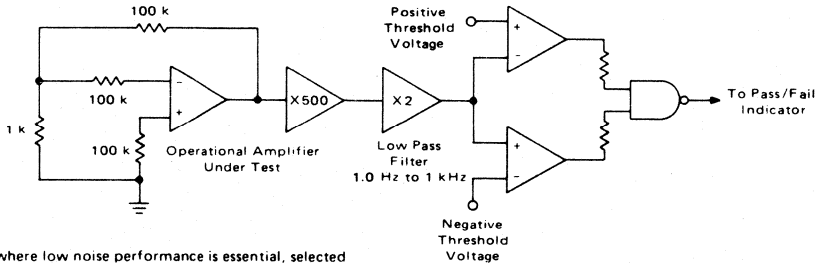 100 k
Positive
Threshold
Voltage
+
-
100 k
-
+
X500
X2
To Pass/Fail
Indicator
1 k
100 k
Operational Amplifier
Under Test
Low Pass
Filter
1.0 Hz to 1 kHz
+
-
Negative
Threshold
Voltage
where low noise performance is essential, selected